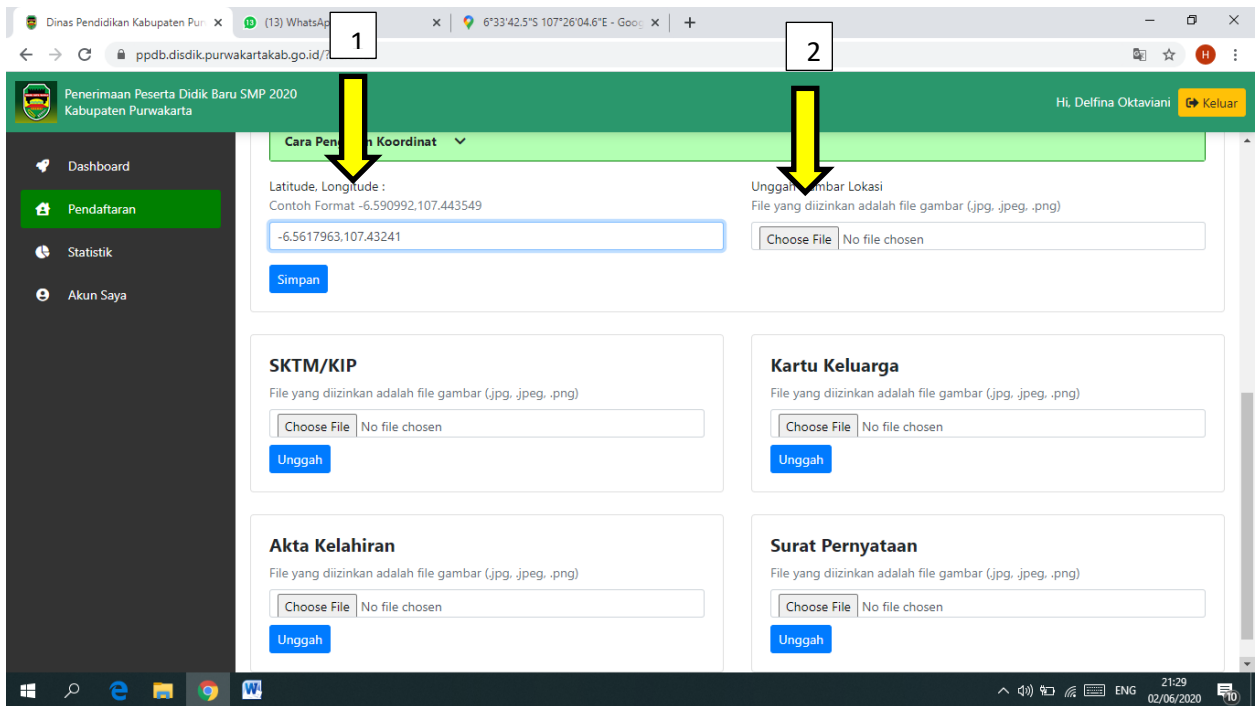 Dinas Pendidikan Kabupaten Pur
(13) WhatsAp
6°33'42.5"S 107°26'04.6"E - Goog
1
2
ppdb.disdik.purwakartakab.go.id/?
H
Penerimaan Peserta Didik Baru SMP 2020
Kabupaten Purwakarta
Hi, Delfina Oktaviani
Keluar
Dashboard
Pendaftaran
Statistik
Akun Saya
Cara Pen n Koordinat
Latitude, Longitude :
Contoh Format -6.590992,107.443549
-6.5617963,107.43241
Simpan
Unggah mbar Lokasi
File yang diizinkan adalah file gambar (.jpg, .jpeg, .png)
Choose File No file chosen
SKTM/KIP
File yang diizinkan adalah file gambar (.jpg, .jpeg, .png)
Choose File No file chosen
Unggah
Kartu Keluarga
File yang diizinkan adalah file gambar (.jpg, .jpeg, .png)
Choose File No file chosen
Unggah
Akta Kelahiran
File yang diizinkan adalah file gambar (.jpg, .jpeg, .png)
Choose File No file chosen
Unggah
Surat Pernyataan
File yang diizinkan adalah file gambar (.jpg, .jpeg, .png)
Choose File No file chosen
Unggah
ENG
21:29
02/06/2020
10